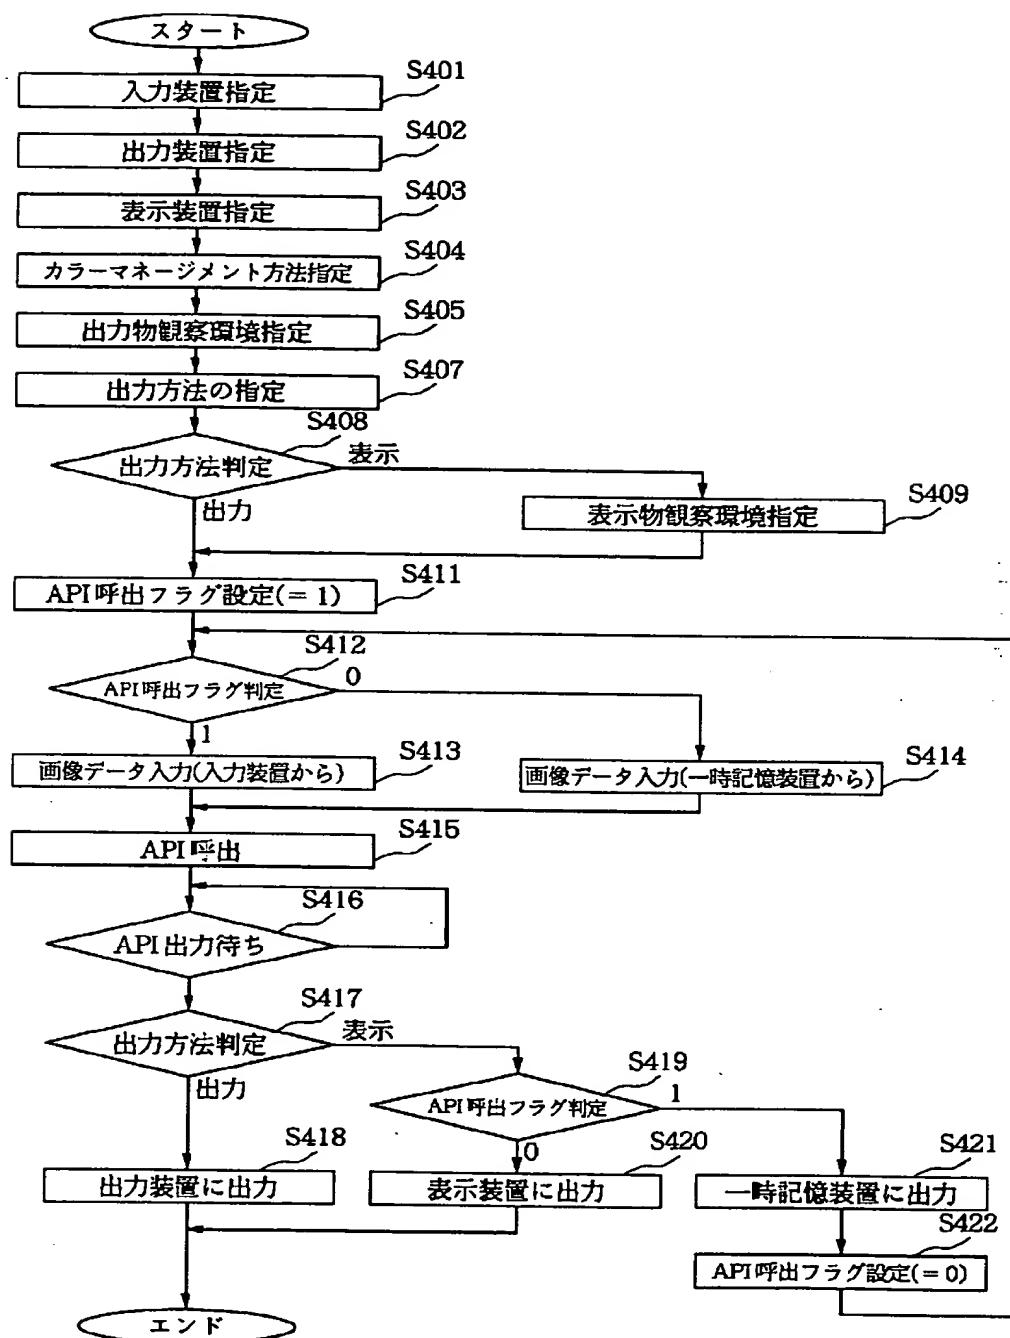 スタート
S401
入力装置指定
S402
出力装置指定
S403
表示装置指定
S404
カラーマネージメント方法指定
S405
出力物観察環境指定
S407
出力方法の指定
S408
出力方法判定
表示
出力
S409
表示物観察環境指定
S411
API呼出フラグ設定(=1)
S412
API呼出フラグ判定
0
1
S413
画像データ入力(入力装置から)
S414
画像データ入力(一時記憶装置から)
S415
API呼出
S416
API出力待ち
S417
出力方法判定
表示
出力
S419
API呼出フラグ判定
1
0
S418
出力装置に出力
S420
表示装置に出力
S421
一時記憶装置に出力
S422
API呼出フラグ設定(=0)
エンド